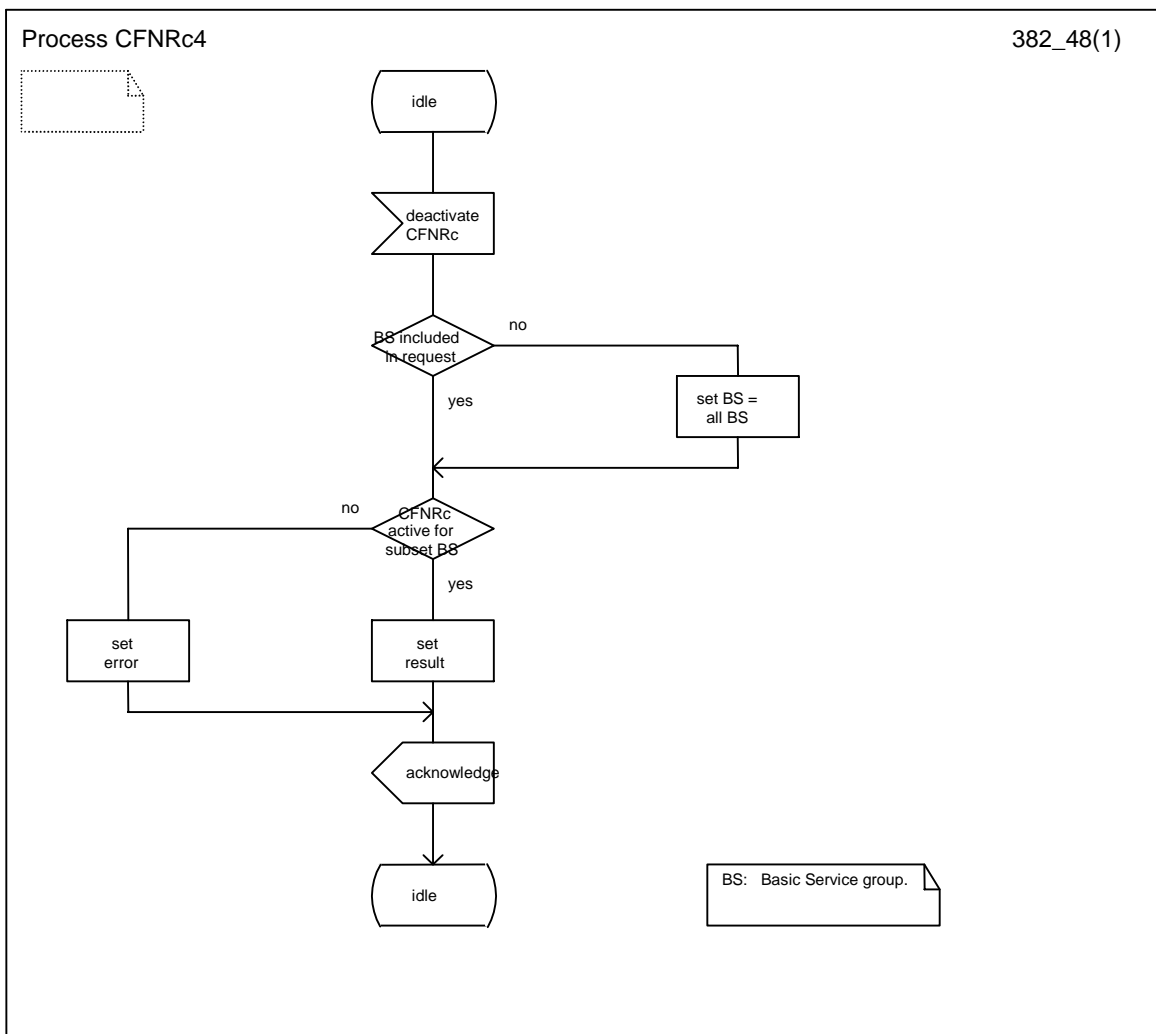 Process CFNRc4
382_48(1)
idle
deactivate
CFNRc
BS included
in request
no
yes
set BS =
all BS
no
CFNRc
active for
subset BS
yes
set
error
set
result
acknowledge
idle
BS: Basic Service group.